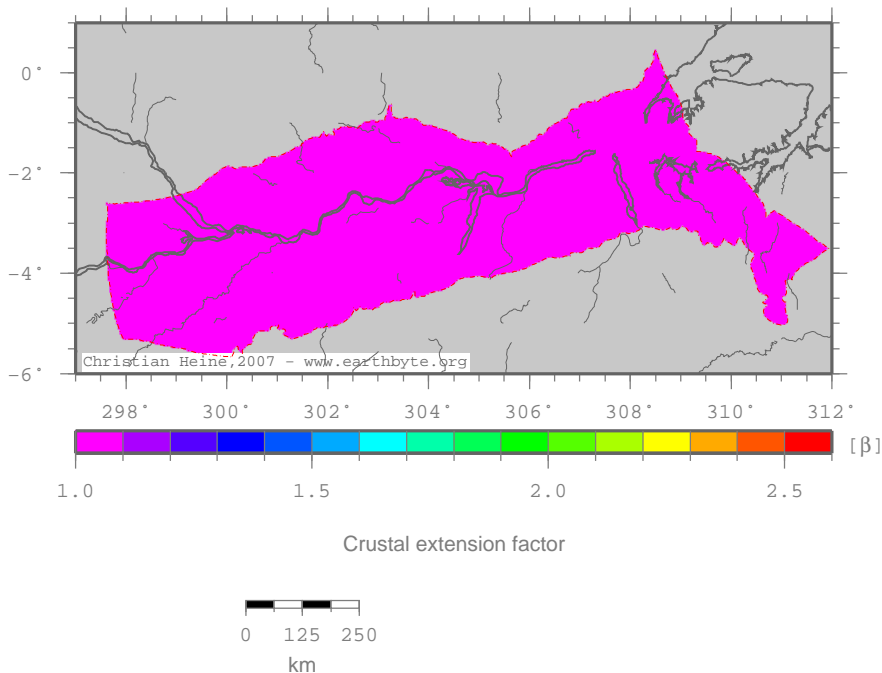 0°
−2°
−4°
−6°
Christian Heine,2007 - www.earthbyte.org
298° 300° 302° 304° 306° 308° 310° 312°
[β]
1.0 1.5 2.0 2.5
Crustal extension factor
0 125 250
km